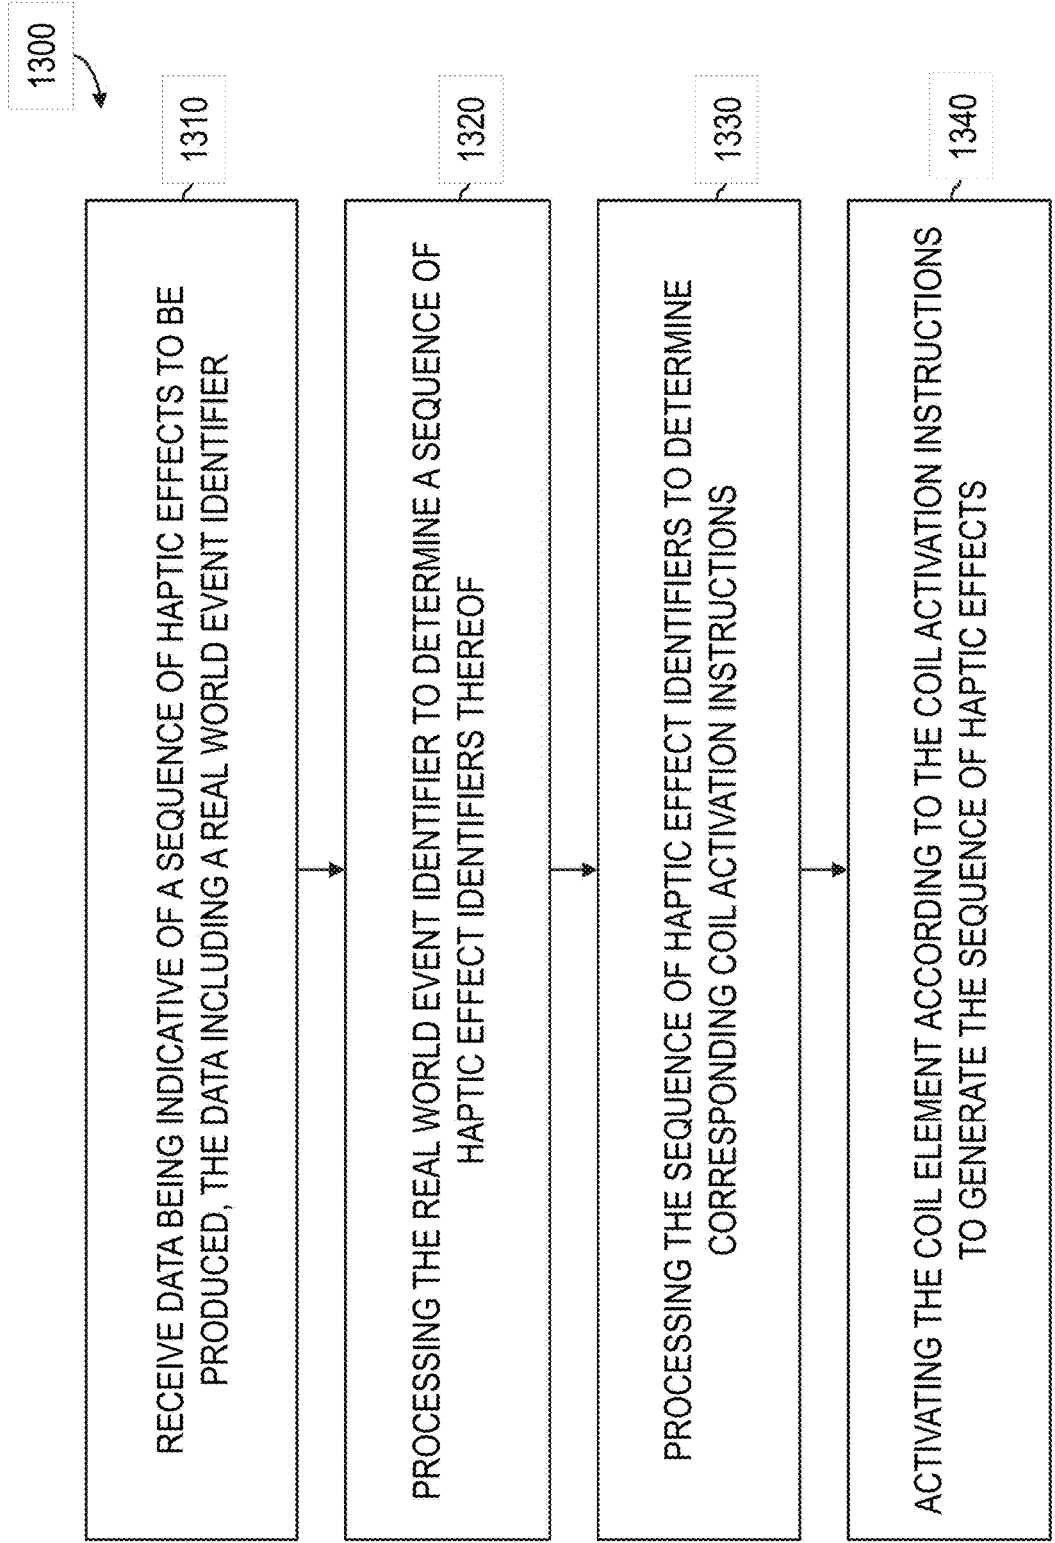 1300
1310
RECEIVE DATA BEING INDICATIVE OF A SEQUENCE OF HAPTIC EFFECTS TO BE
PRODUCED, THE DATA INCLUDING A REAL WORLD EVENT IDENTIFIER
1320
PROCESSING THE REAL WORLD EVENT IDENTIFIER TO DETERMINE A SEQUENCE OF
HAPTIC EFFECT IDENTIFIERS THEREOF
1330
PROCESSING THE SEQUENCE OF HAPTIC EFFECT IDENTIFIERS TO DETERMINE
CORRESPONDING COIL ACTIVATION INSTRUCTIONS
1340
ACTIVATING THE COIL ELEMENT ACCORDING TO THE COIL ACTIVATION INSTRUCTIONS
TO GENERATE THE SEQUENCE OF HAPTIC EFFECTS